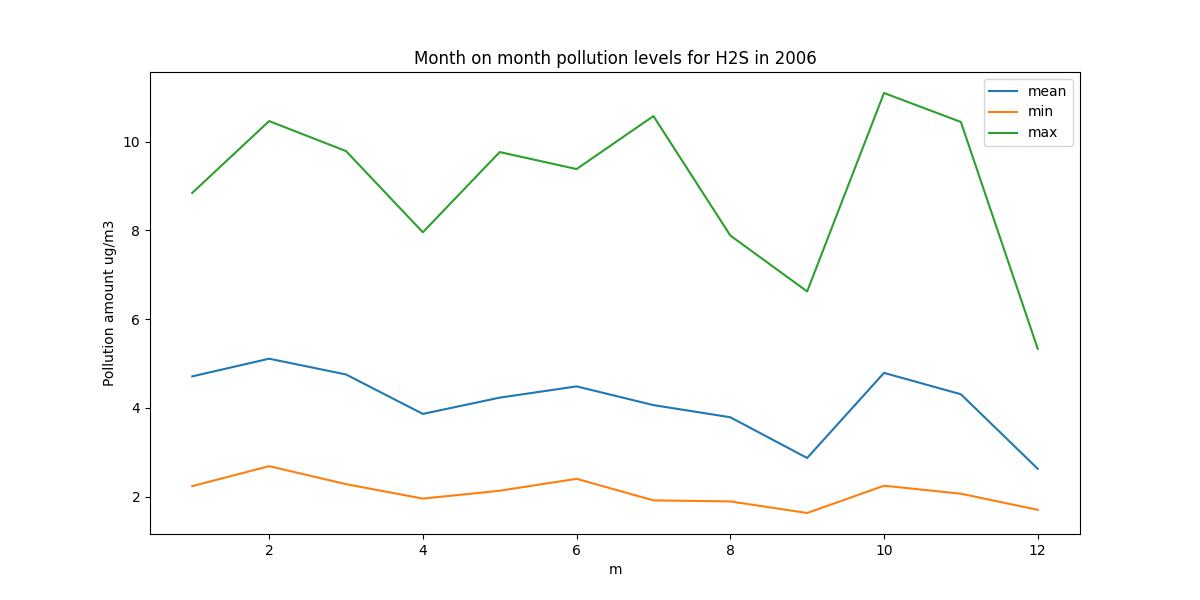 Month on month pollution levels for H2S in 2006
mean
min
max
Pollution amount ug/m3
10
8
6
4
2
2 4 6 8 10 12
m